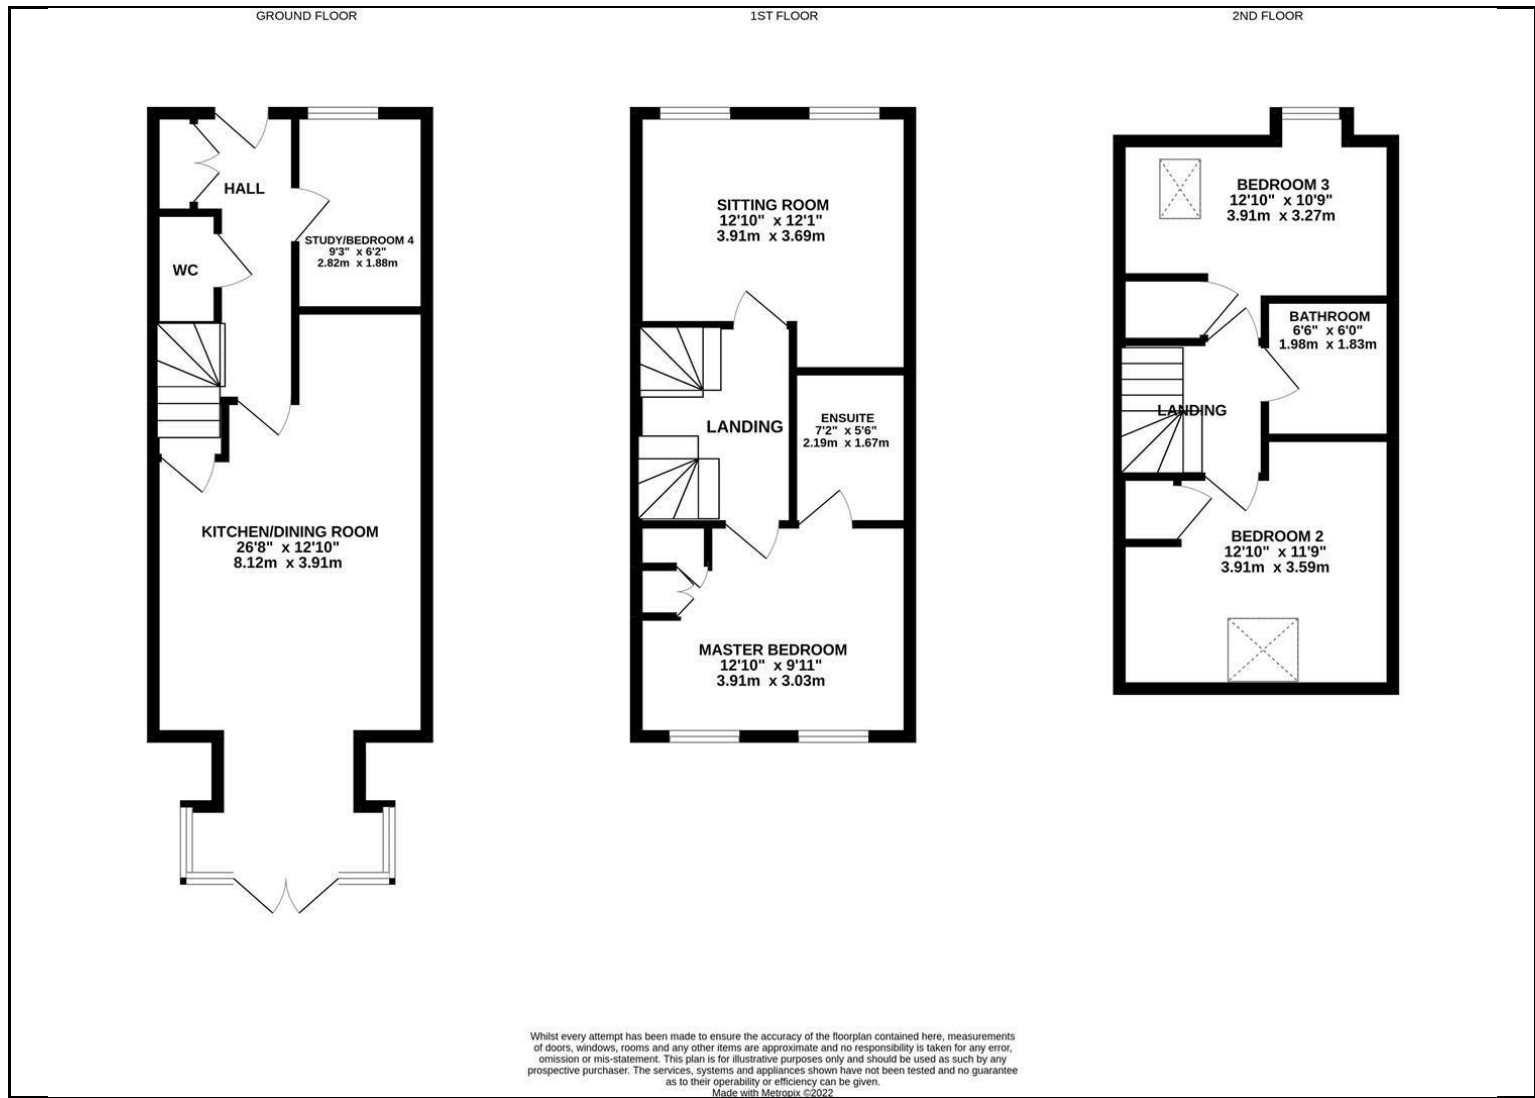 GROUND FLOOR
1ST FLOOR
2ND FLOOR
HALL
STUDY/BEDROOM 4
9'3" x 6'2"
2.82m x 1.88m
WC
KITCHEN/DINING ROOM
26'8" x 12'10"
8.12m x 3.91m
SITTING ROOM
12'10" x 12'1"
3.91m x 3.69m
LANDING
ENSUITE
7'2" x 5'6"
2.19m x 1.67m
MASTER BEDROOM
12'10" x 9'11"
3.91m x 3.03m
BEDROOM 3
12'10" x 10'9"
3.91m x 3.27m
BATHROOM
6'6" x 6'0"
1.98m x 1.83m
LANDING
BEDROOM 2
12'10" x 11'9"
3.91m x 3.59m
Whilst every attempt has been made to ensure the accuracy of the floorplan contained here, measurements
of doors, windows, rooms and any other items are approximate and no responsibility is taken for any error,
omission or mis-statement. This plan is for illustrative purposes only and should be used as such by any
prospective purchaser. The services, systems and appliances shown have not been tested and no guarantee
as to their operability or efficiency can be given.
Made with Metropix ©2022